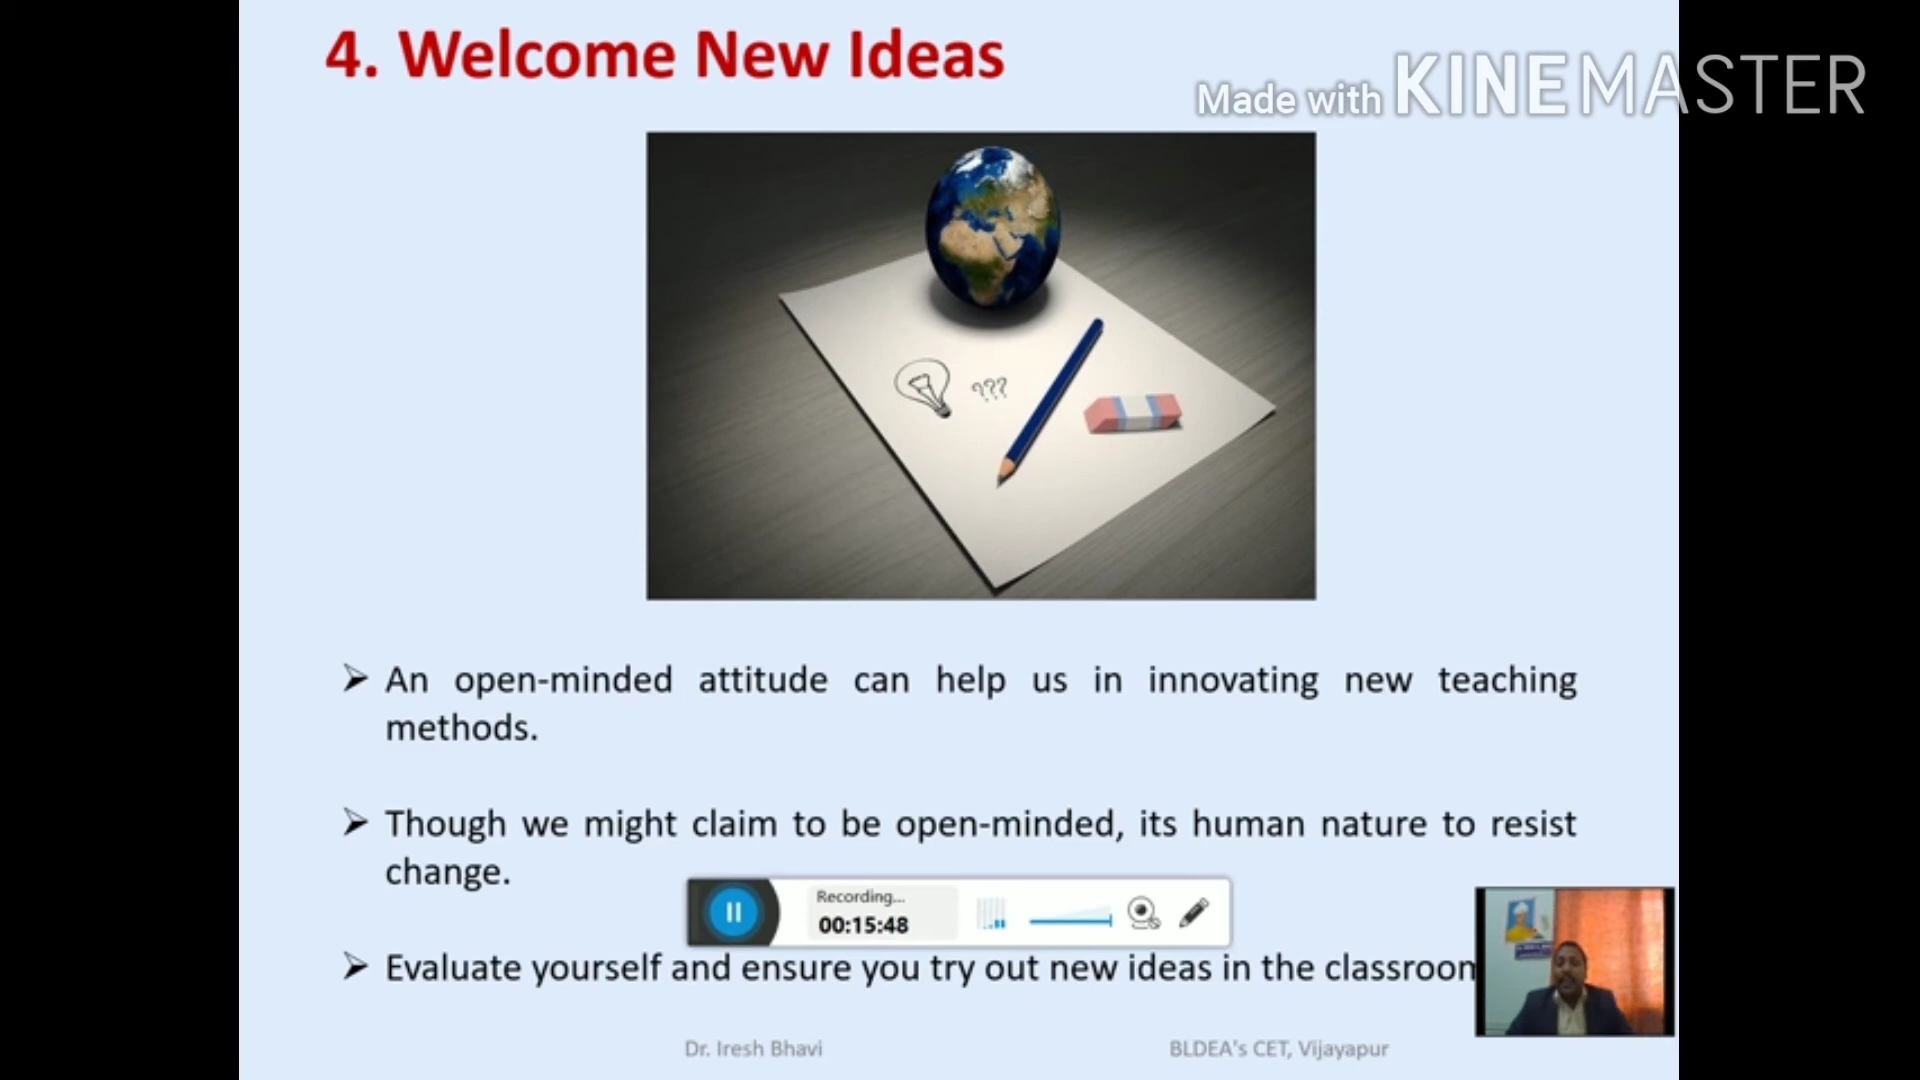 4. Welcome New Ideas
Made with KINEMASTER
???
➢ An open-minded attitude can help us in innovating new teaching
methods.
➢ Though we might claim to be open-minded, its human nature to resist
change.
Recording...
00:15:48
➢ Evaluate yourself and ensure you try out new ideas in the
Dr. Iresh Bhavi
BLDEA's CET, Vijayapur